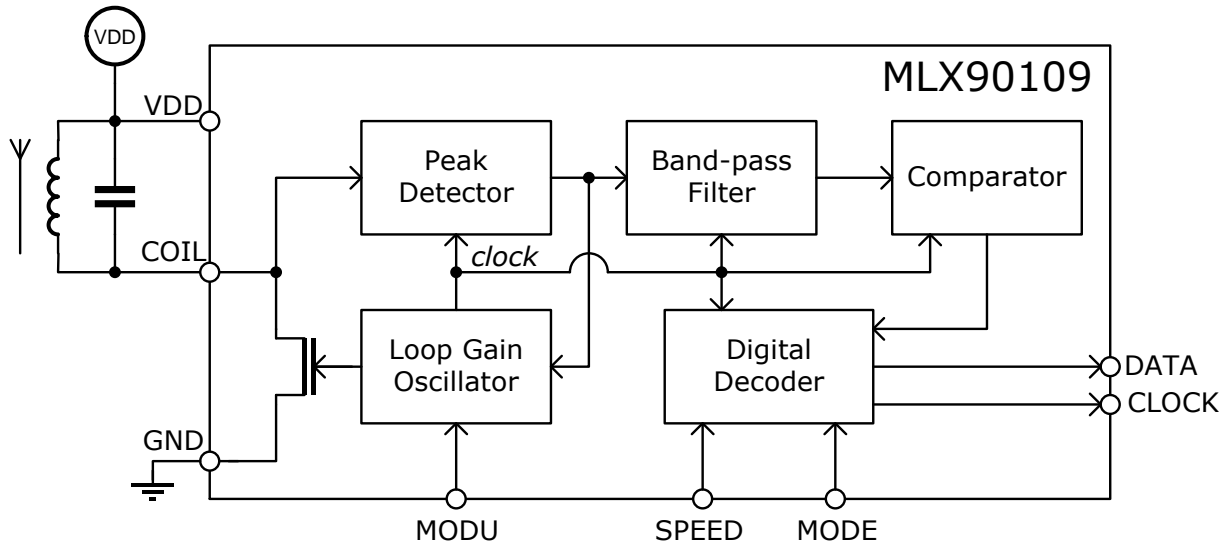 VDD
MLX90109
VDD
Peak
Detector
Band-pass
Filter
Comparator
COIL
clock
Loop Gain
Oscillator
Digital
Decoder
DATA
CLOCK
GND
MODU
SPEED
MODE